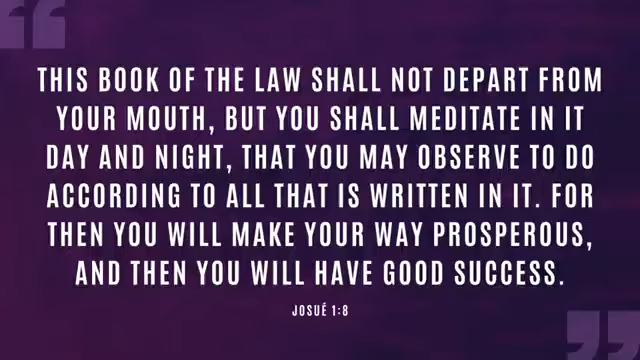 THIS BOOK OF THE LAW SHALL NOT DEPART FROM
YOUR MOUTH, BUT YOU SHALL MEDITATE IN IT
DAY AND NIGHT, THAT YOU MAY OBSERVE TO DO
ACCORDING TO ALL THAT IS WRITTEN IN IT. FOR
THEN YOU WILL MAKE YOUR WAY PROSPEROUS,
AND THEN YOU WILL HAVE GOOD SUCCESS.
JOSUÉ 1:8